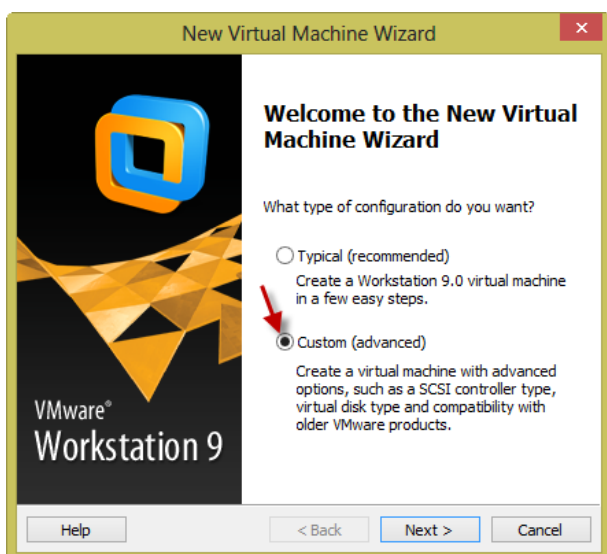 New Virtual Machine Wizard
Welcome to the New Virtual
Machine Wizard
What type of configuration do you want?
Typical (recommended)
Create a Workstation 9.0 virtual machine
in a few easy steps.
Custom (advanced)
Create a virtual machine with advanced
options, such as a SCSI controller type,
virtual disk type and compatibility with
older VMware products.
VMware®
Workstation 9
Help
< Back
Next >
Cancel